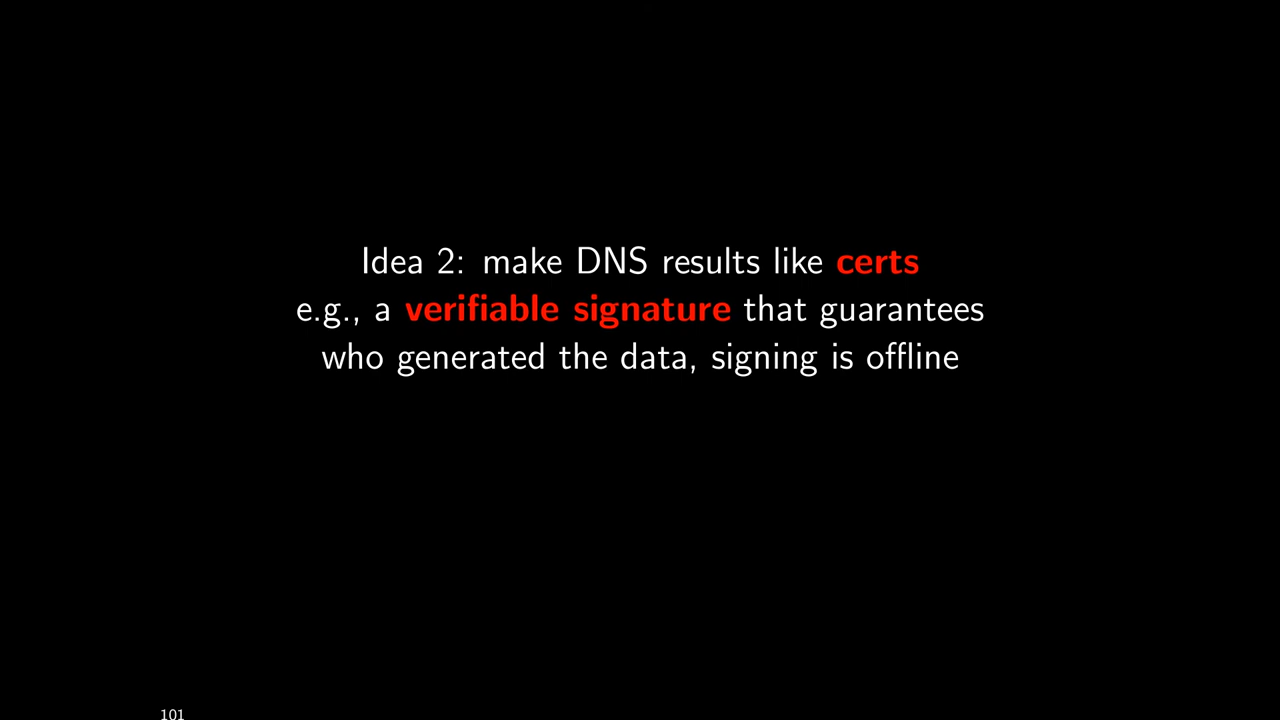 Idea 2: make DNS results like certs
e.g., a verifiable signature that guarantees
who generated the data, signing is offline
101